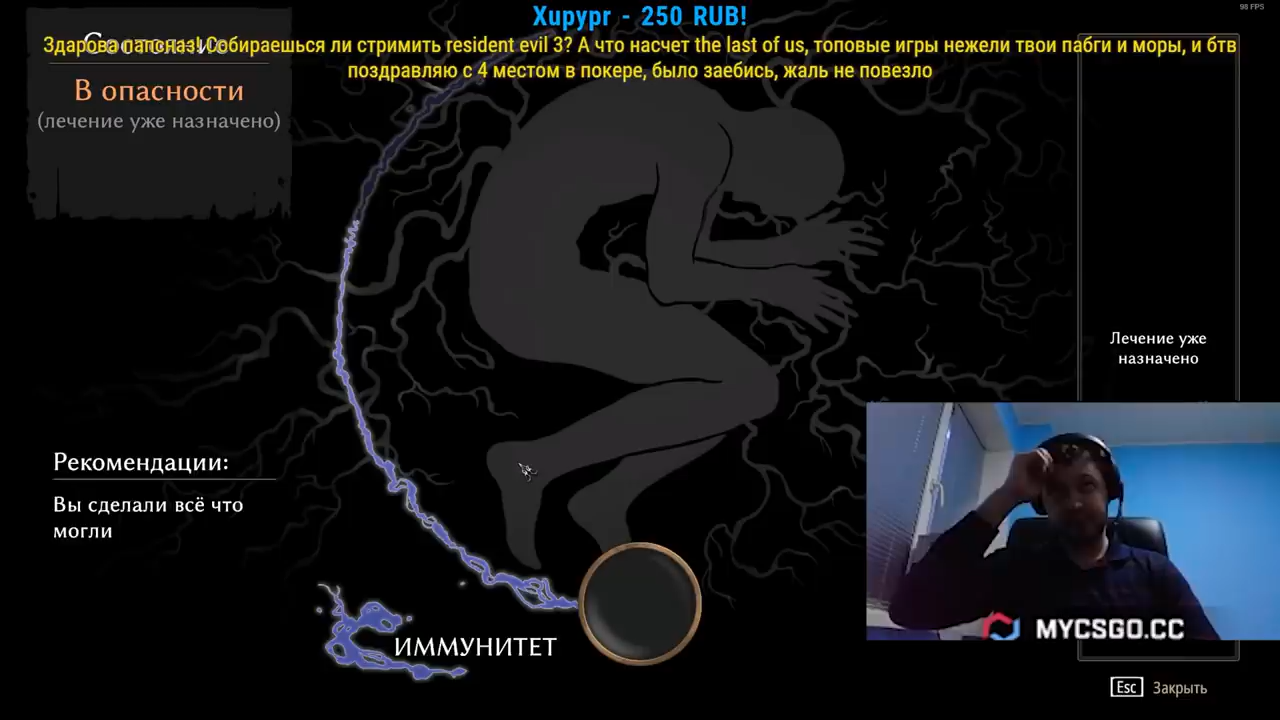 98 FPS
Xupypr - 250 RUB!
Здарова папаназ! Собираешься ли стримить resident evil 3? А что насчет the last of us, топовые игры нежели твои пабги и моры, и бтв
поздравляю с 4 местом в покере, было заебись, жаль не повезло
Состояние
В опасности
(лечение уже назначено)
Лечение уже
назначено
Рекомендации:
Вы сделали всё что
могли
ИММУНИТЕТ
MYCSGO.CC
Esc Закрыть